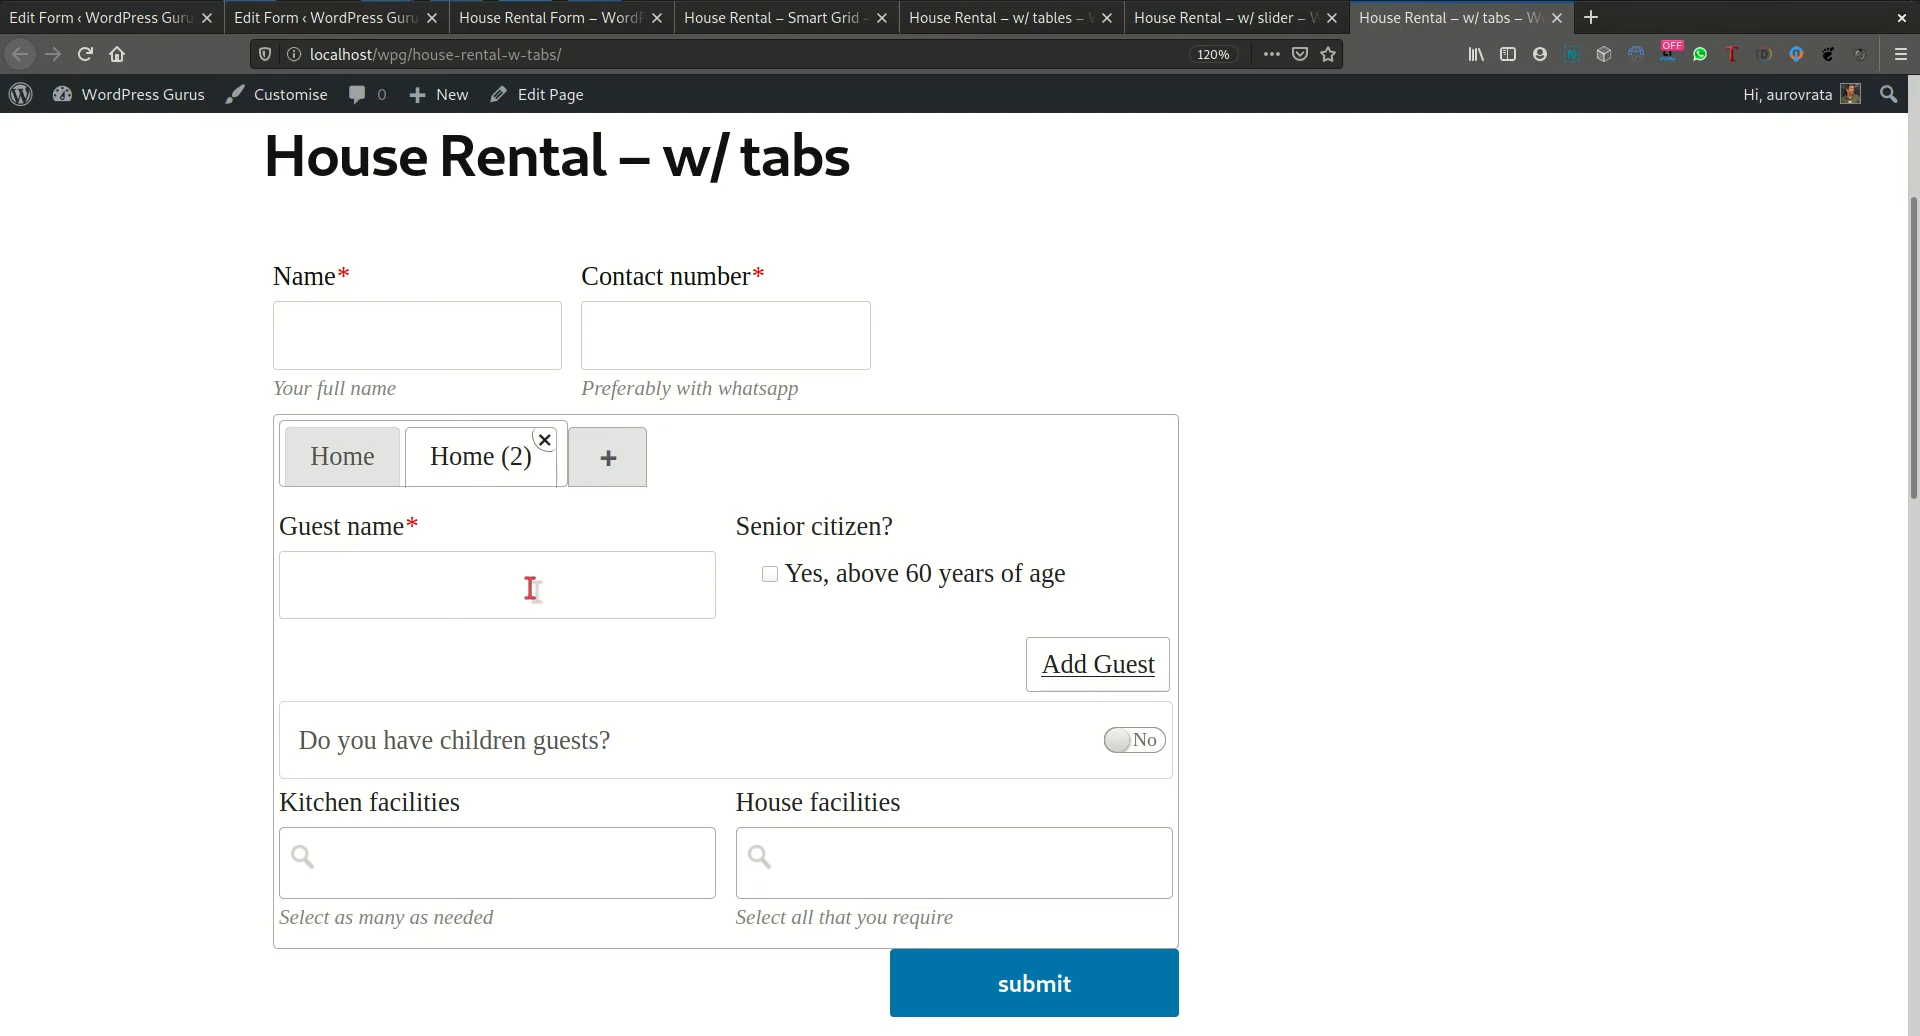 Edit Form ‹ WordPress Guru
Edit Form ‹ WordPress Guru
House Rental Form – Word
House Rental – Smart Grid
House Rental – w/ tables –
House Rental – w/ slider –
House Rental – w/ tabs –
localhost/wpg/house-rental-w-tabs/
120%
OFF
WordPress Gurus
Customise
0
New
Edit Page
Hi, aurovrata
House Rental – w/ tabs
Name* Contact number*
Your full name Preferably with whatsapp
Home Home (2) +
Guest name* Senior citizen?
Yes, above 60 years of age
Add Guest
Do you have children guests? No
Kitchen facilities House facilities
Select as many as needed Select all that you require
submit